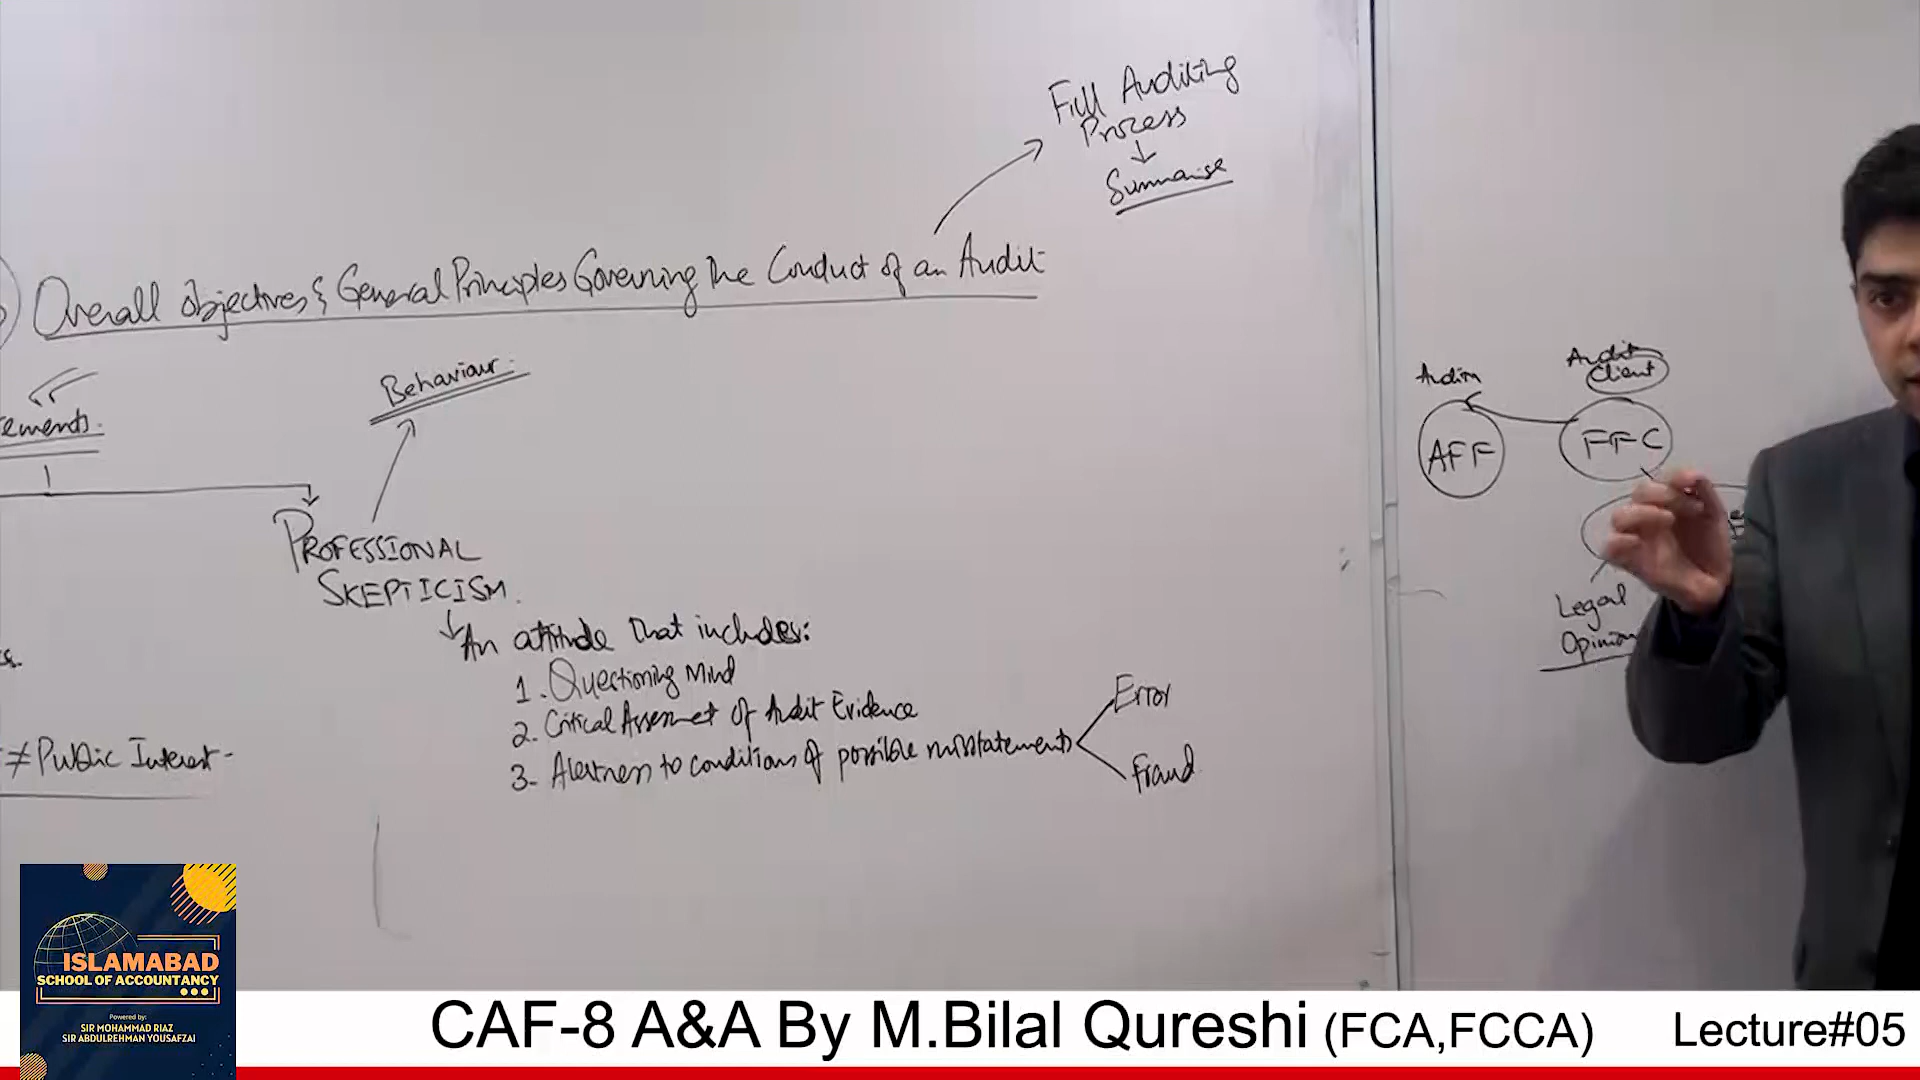 Full Auditing
Process
Summarise
Overall objectives & General Principles Governing the Conduct of an Audit
Behaviour:
ements.
PROFESSIONAL
SKEPTICISM.
An attitude that includes:
1. Questioning Mind
2. Critical Assessment of Audit Evidence
3- Alertness to conditions of possible misstatements
Error
Fraud
≠ Public Interest-
Audit
Client
AFF
FFC
Legal
Opinion
ISLAMABAD
SCHOOL OF ACCOUNTANCY
Powered by:
SIR MOHAMMAD RIAZ
SIR ABDULREHMAN YOUSAFZAI
CAF-8 A&A By M.Bilal Qureshi (FCA,FCCA)
Lecture#05